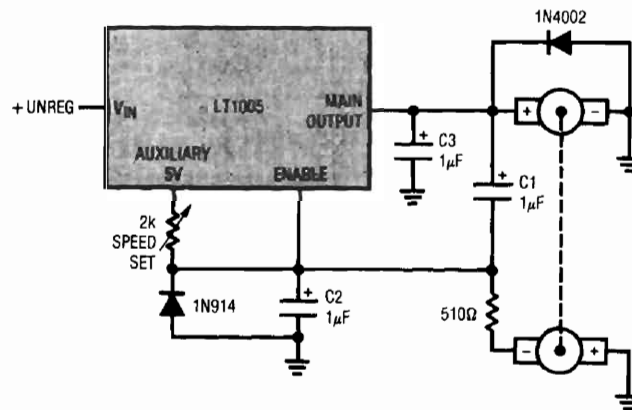 1N4002
+ UNREG
VIN
LT1005
MAIN
OUTPUT
AUXILIARY
5V
ENABLE
+
C3
1µF
+
C1
1µF
+
-
2k
SPEED
SET
1N914
+
C2
1µF
510Ω
-
+